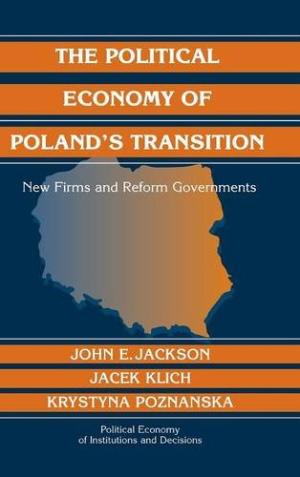 THE POLITICAL
ECONOMY OF
POLAND'S TRANSITION
New Firms and Reform Governments
JOHN E. JACKSON
JACEK KLICH
KRYSTYNA POZNANSKA
Political Economy
of Institutions and Decisions